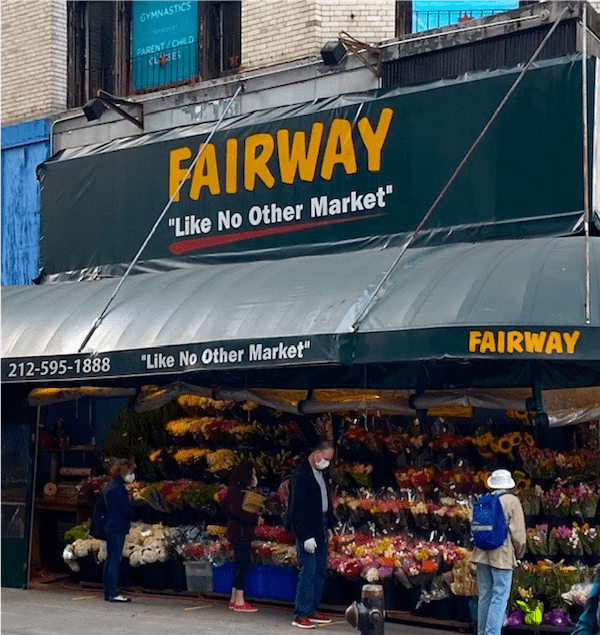 GYMNASTICS
PARENT / CHILD
CLASSES
FAIRWAY
"Like No Other Market"
FAIRWAY
212-595-1888 "Like No Other Market"